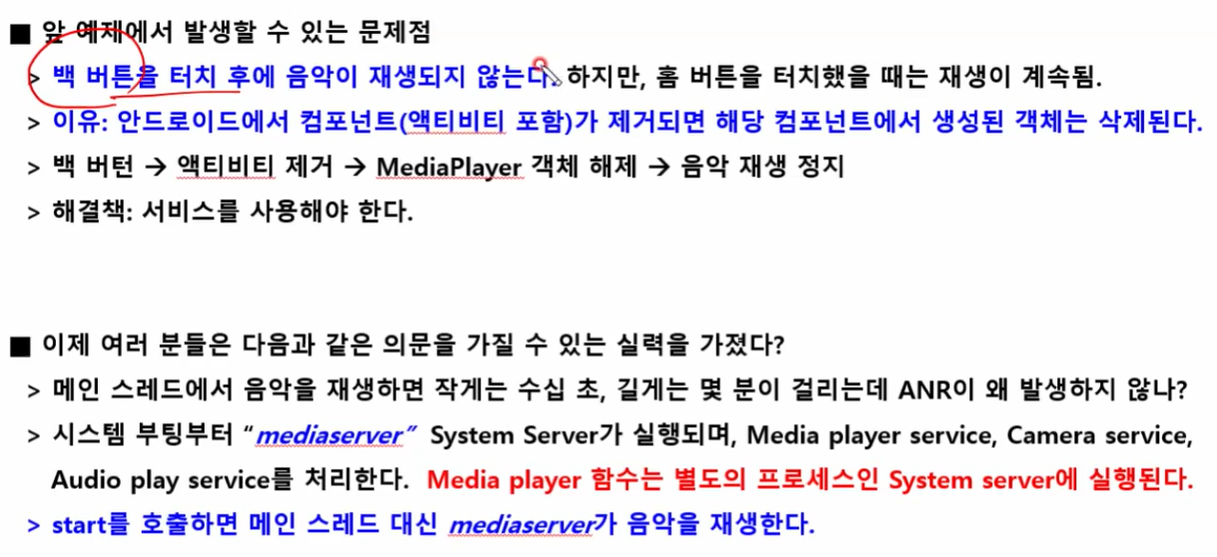 ■ 앞 예제에서 발생할 수 있는 문제점
> 백 버튼을 터치 후에 음악이 재생되지 않는다. 하지만, 홈 버튼을 터치했을 때는 재생이 계속됨.
> 이유: 안드로이드에서 컴포넌트(액티비티 포함)가 제거되면 해당 컴포넌트에서 생성된 객체는 삭제된다.
> 백 버턴 → 액티비티 제거 → MediaPlayer 객체 해제 → 음악 재생 정지
> 해결책: 서비스를 사용해야 한다.
■ 이제 여러 분들은 다음과 같은 의문을 가질 수 있는 실력을 가졌다?
> 메인 스레드에서 음악을 재생하면 작게는 수십 초, 길게는 몇 분이 걸리는데 ANR이 왜 발생하지 않나?
> 시스템 부팅부터 “mediaserver” System Server가 실행되며, Media player service, Camera service,
Audio play service를 처리한다. Media player 함수는 별도의 프로세스인 System server에 실행된다.
> start를 호출하면 메인 스레드 대신 mediaserver가 음악을 재생한다.